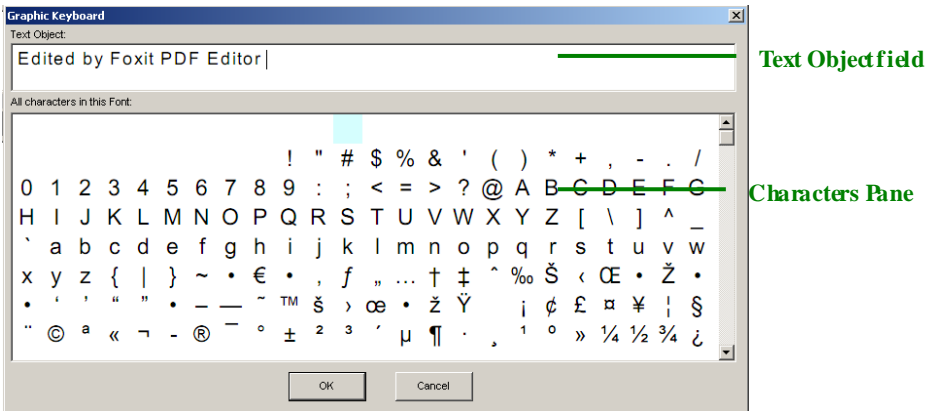 Graphic Keyboard
Text Object:
Edited by Foxit PDF Editor
Text Object field
All characters in this Font:
! " # $ % & ' ( ) * + , - . /
0 1 2 3 4 5 6 7 8 9 : ; < = > ? @ A B C D E F G
Characters Pane
H I J K L M N O P Q R S T U V W X Y Z [ \ ] ^ _
` a b c d e f g h i j k l m n o p q r s t u v w
x y z { | } ~ • € • ‚ ƒ „ … † ‡ ˆ ‰ Š ‹ Œ • Ž •
• ‘ ’ “ ” • – — ˜ ™ š › œ • ž Ÿ ¡ ¢ £ ¤ ¥ ¦ §
¨ © ª « ¬ - ® ¯ ° ± ² ³ ´ µ ¶ · ¸ ¹ º » ¼ ½ ¾ ¿
OK Cancel